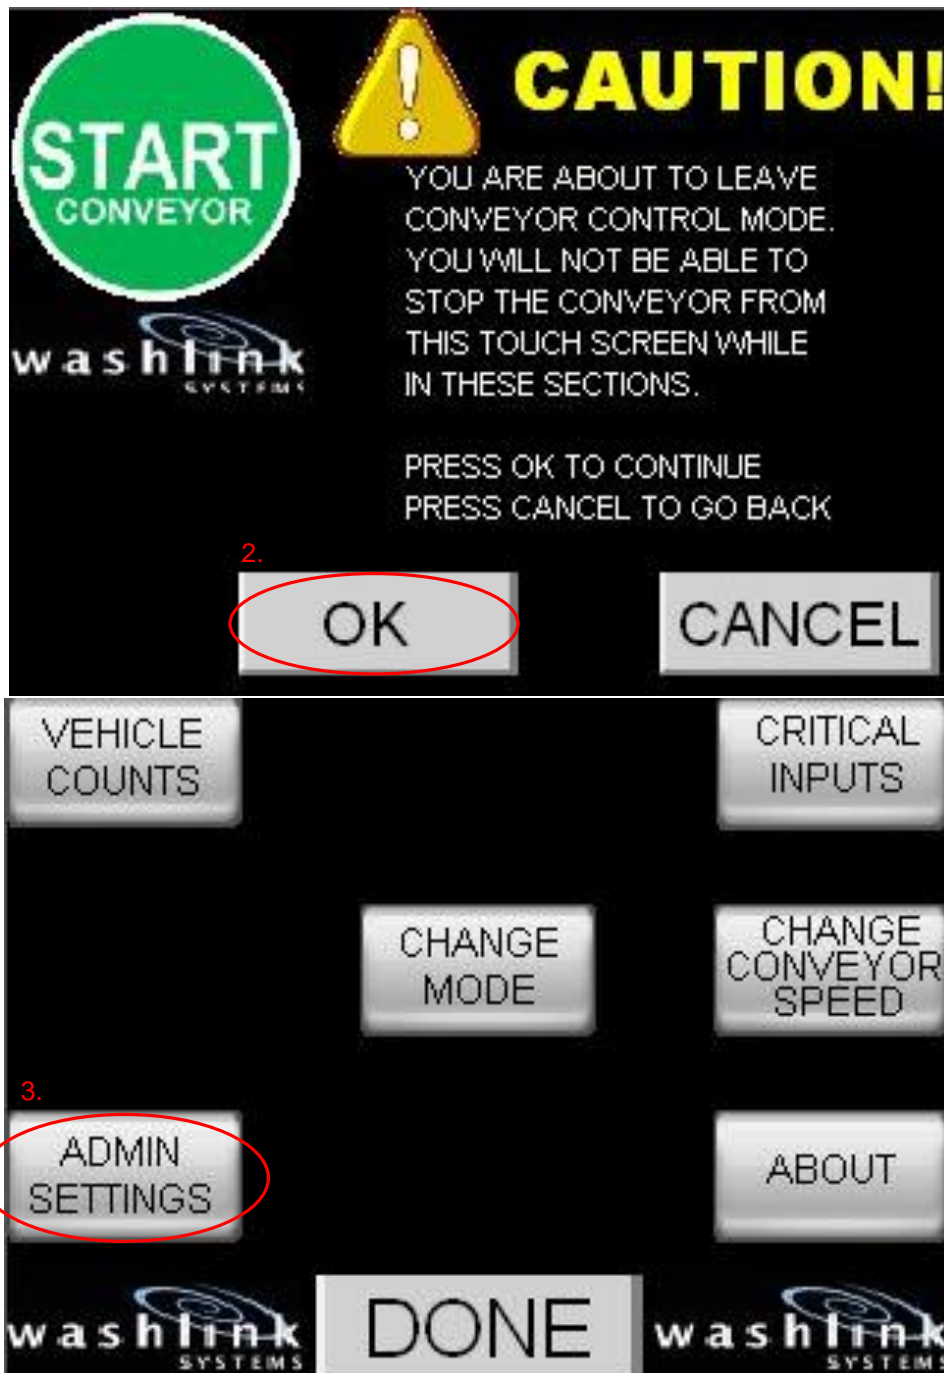 START
CONVEYOR
CAUTION!
YOU ARE ABOUT TO LEAVE
CONVEYOR CONTROL MODE.
YOU WILL NOT BE ABLE TO
STOP THE CONVEYOR FROM
THIS TOUCH SCREEN WHILE
IN THESE SECTIONS.
washlink
SYSTEMS
PRESS OK TO CONTINUE
PRESS CANCEL TO GO BACK
2.
OK
CANCEL
VEHICLE
COUNTS
CRITICAL
INPUTS
CHANGE
MODE
CHANGE
CONVEYOR
SPEED
3.
ADMIN
SETTINGS
ABOUT
washlink
SYSTEMS
DONE
washlink
SYSTEMS